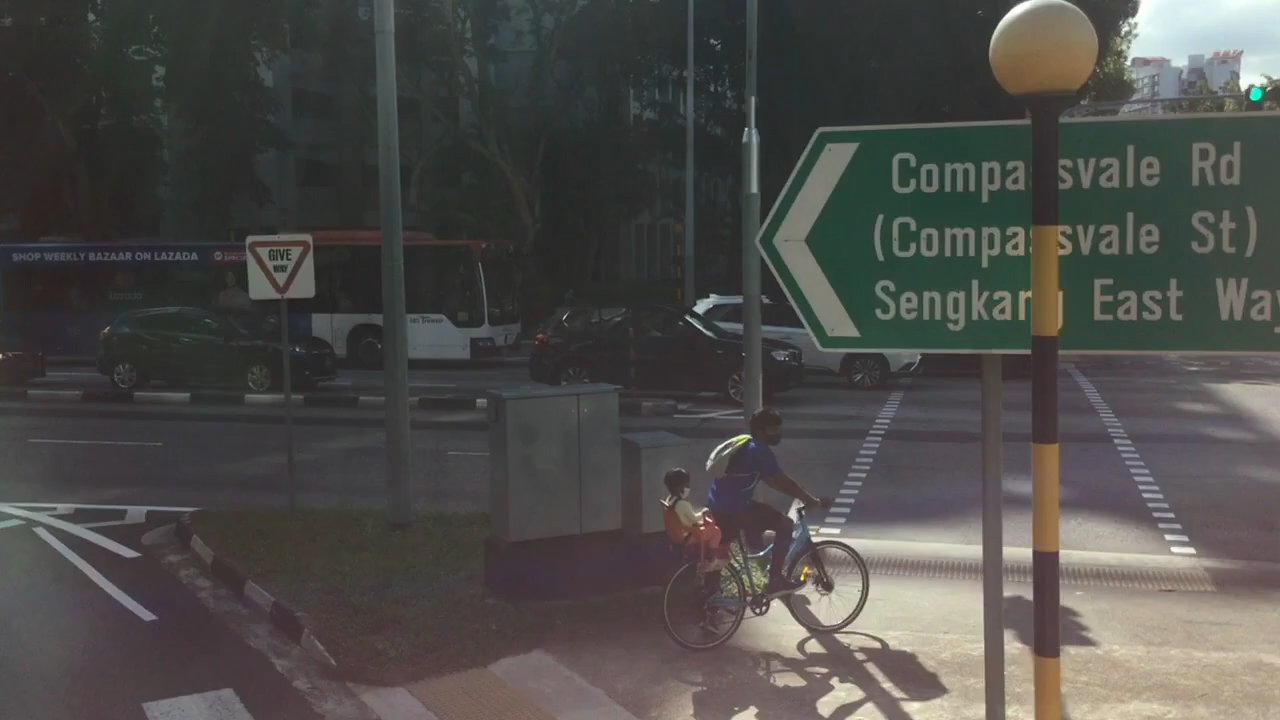 Compassvale Rd
(Compassvale St)
Sengkang East Way
SHOP WEEKLY BAZAAR ON LAZADA
GIVE
WAY